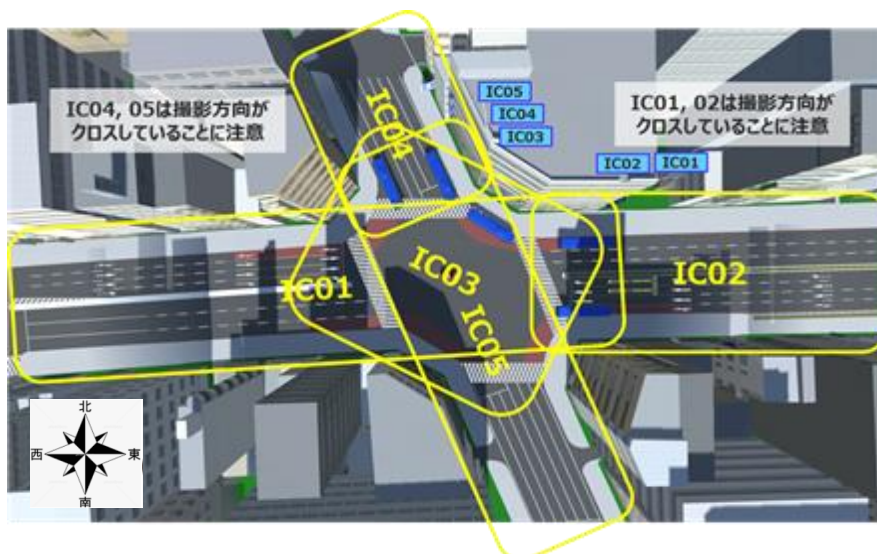 IC04, 05は撮影方向が
クロスしていることに注意
IC01, 02は撮影方向が
クロスしていることに注意
IC05
IC04
IC03
IC02
IC01
IC04
IC01
IC03
IC02
IC05
北
西
東
南